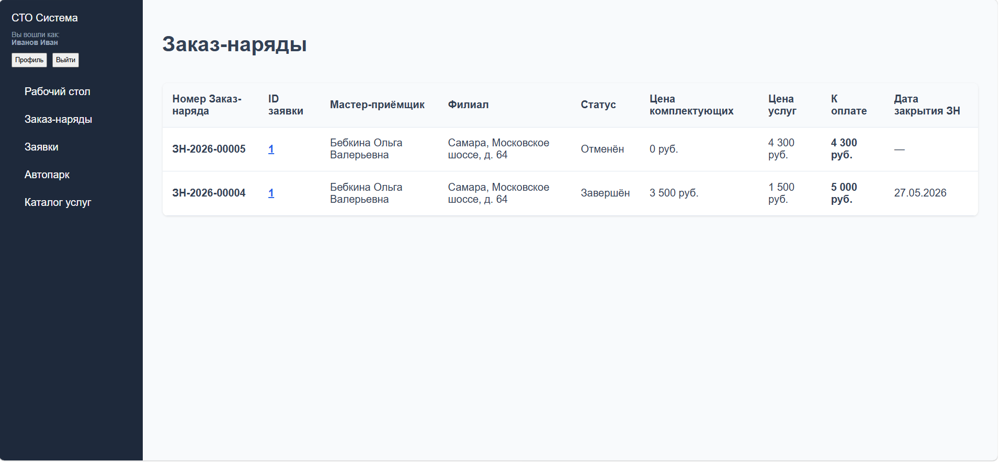 СТО Система
Вы вошли как:
Иванов Иван
Профиль Выйти
Рабочий стол
Заказ-наряды
Заявки
Автопарк
Каталог услуг
Заказ-наряды
Номер Заказ-
наряда
ID
заявки
Мастер-приёмщик
Филиал
Статус
Цена
комплектующих
Цена
услуг
К
оплате
Дата
закрытия ЗН
ЗН-2026-00005
1
Бебкина Ольга
Валерьевна
Самара, Московское
шоссе, д. 64
Отменён
0 руб.
4 300
руб.
4 300
руб.
—
ЗН-2026-00004
1
Бебкина Ольга
Валерьевна
Самара, Московское
шоссе, д. 64
Завершён
3 500 руб.
1 500
руб.
5 000
руб.
27.05.2026